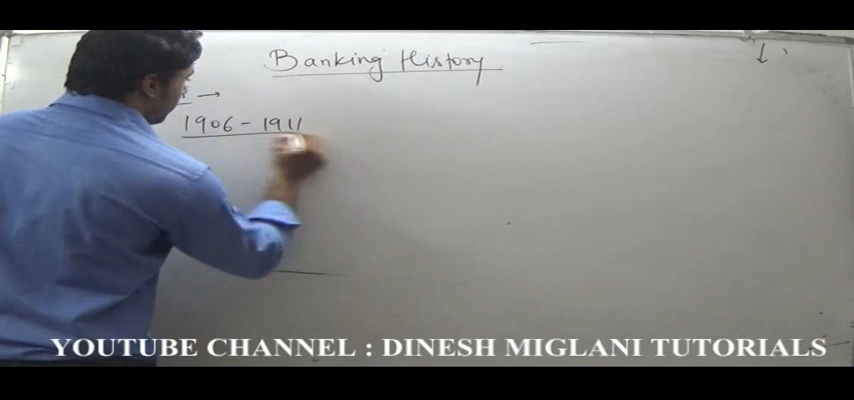 Banking History
→
1906 - 1911
YOUTUBE CHANNEL : DINESH MIGLANI TUTORIALS